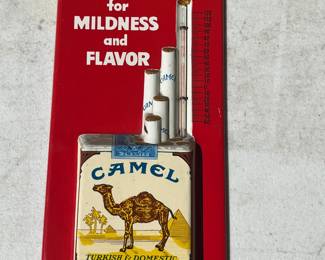 for
MILDNESS
and
FLAVOR
CAMEL
TURKISH & DOMESTIC